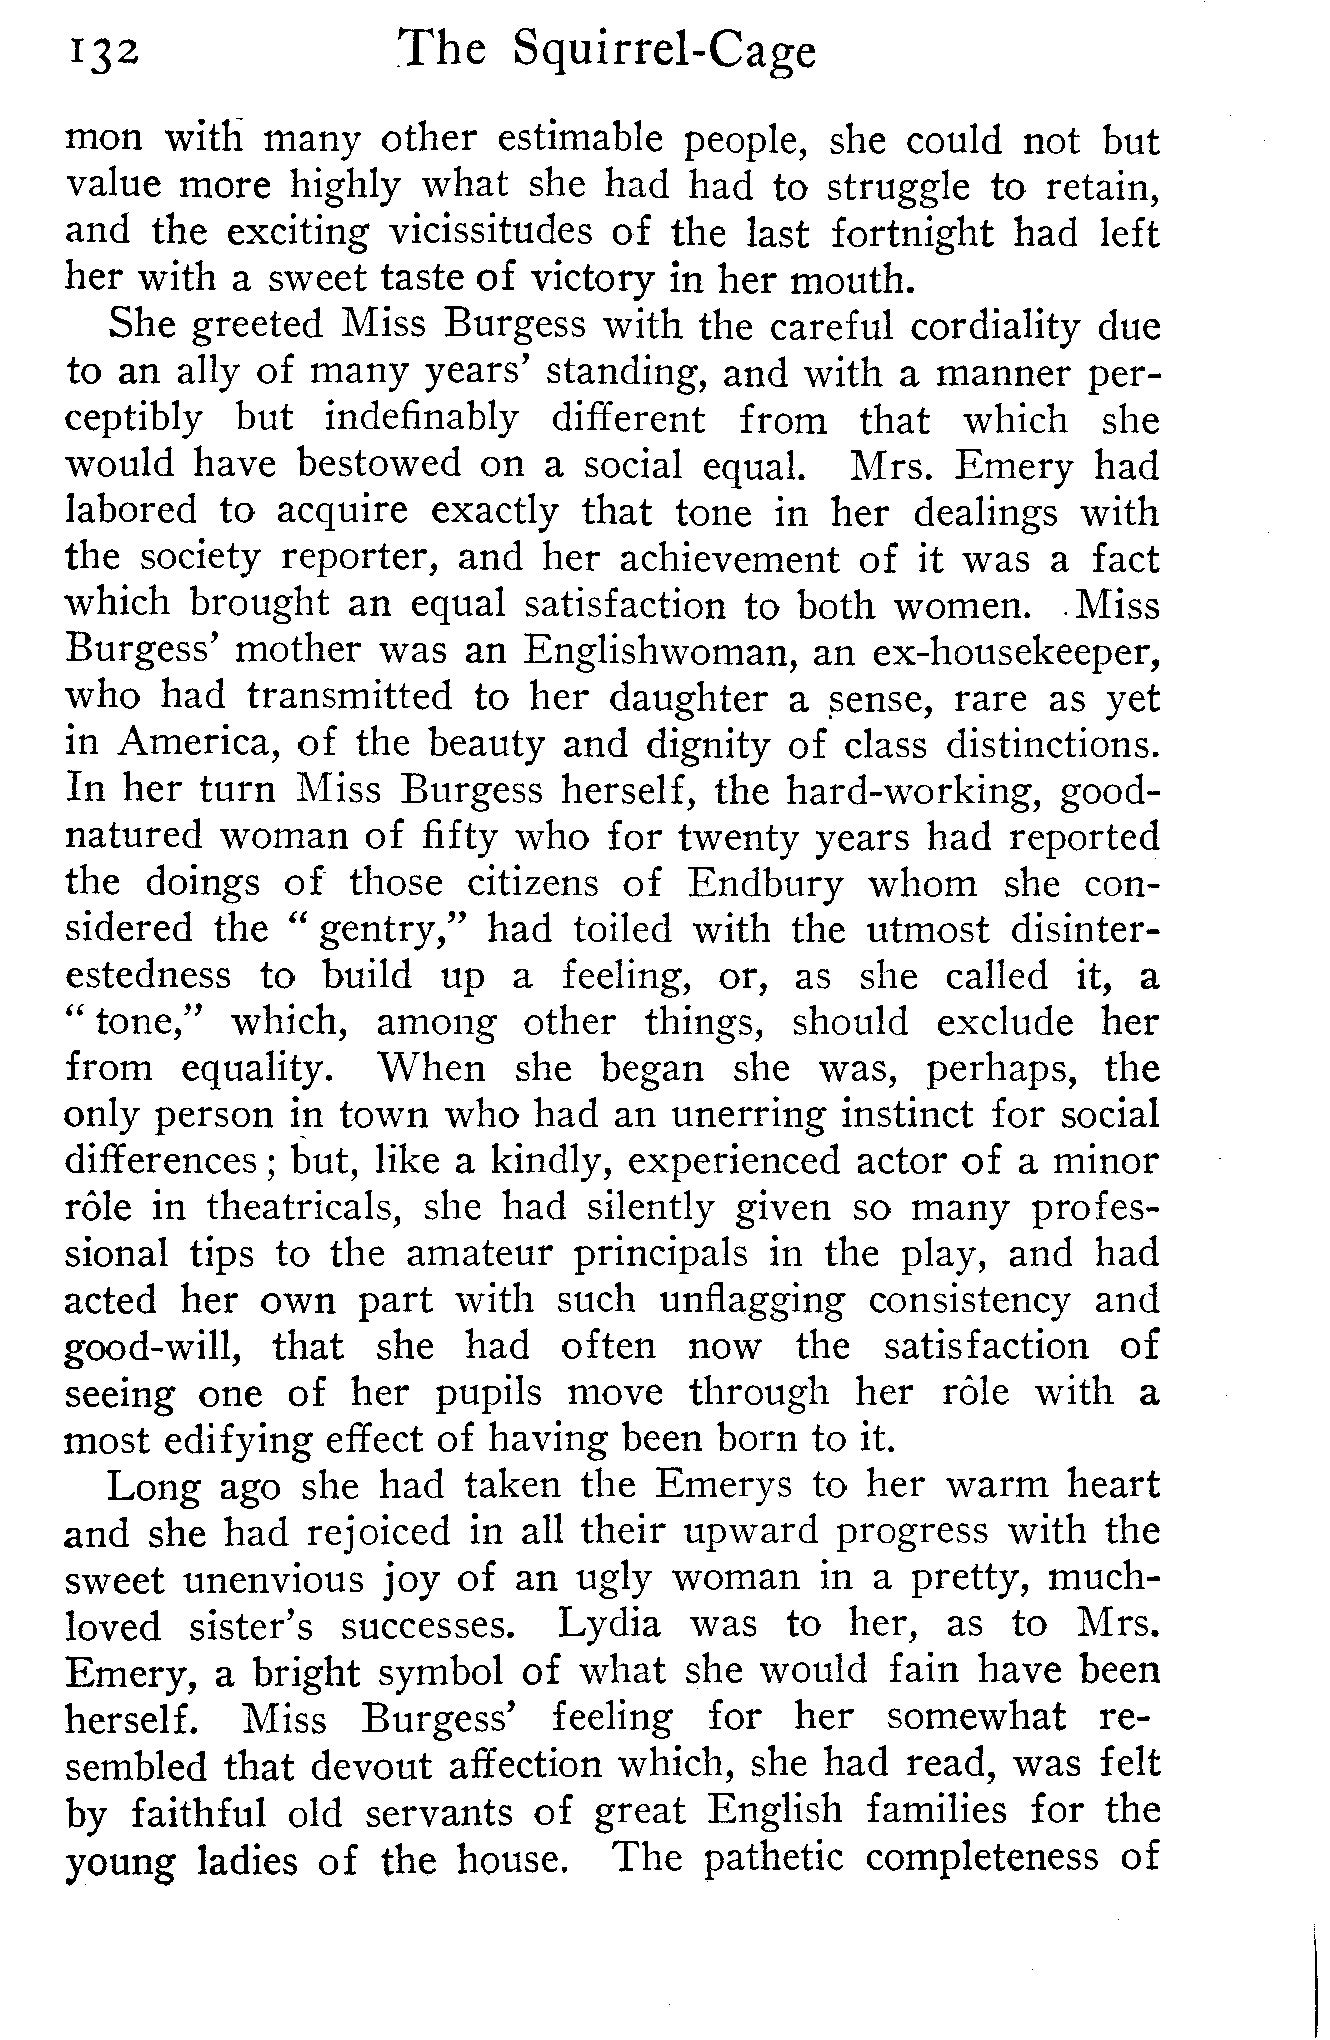 132 The Squirrel-Cage
mon with many other estimable people, she could not but
value more highly what she had had to struggle to retain,
and the exciting vicissitudes of the last fortnight had left
her with a sweet taste of victory in her mouth.
She greeted Miss Burgess with the careful cordiality due
to an ally of many years' standing, and with a manner per-
ceptibly but indefinably different from that which she
would have bestowed on a social equal. Mrs. Emery had
labored to acquire exactly that tone in her dealings with
the society reporter, and her achievement of it was a fact
which brought an equal satisfaction to both women. Miss
Burgess' mother was an Englishwoman, an ex-housekeeper,
who had transmitted to her daughter a sense, rare as yet
in America, of the beauty and dignity of class distinctions.
In her turn Miss Burgess herself, the hard-working, good-
natured woman of fifty who for twenty years had reported
the doings of those citizens of Endbury whom she con-
sidered the "gentry," had toiled with the utmost disinter-
estedness to build up a feeling, or, as she called it, a
"tone," which, among other things, should exclude her
from equality. When she began she was, perhaps, the
only person in town who had an unerring instinct for social
differences; but, like a kindly, experienced actor of a minor
rôle in theatricals, she had silently given so many profes-
sional tips to the amateur principals in the play, and had
acted her own part with such unflagging consistency and
good-will, that she had often now the satisfaction of
seeing one of her pupils move through her rôle with a
most edifying effect of having been born to it.
Long ago she had taken the Emerys to her warm heart
and she had rejoiced in all their upward progress with the
sweet unenvious joy of an ugly woman in a pretty, much-
loved sister's successes. Lydia was to her, as to Mrs.
Emery, a bright symbol of what she would fain have been
herself. Miss Burgess' feeling for her somewhat re-
sembled that devout affection which, she had read, was felt
by faithful old servants of great English families for the
young ladies of the house. The pathetic completeness of